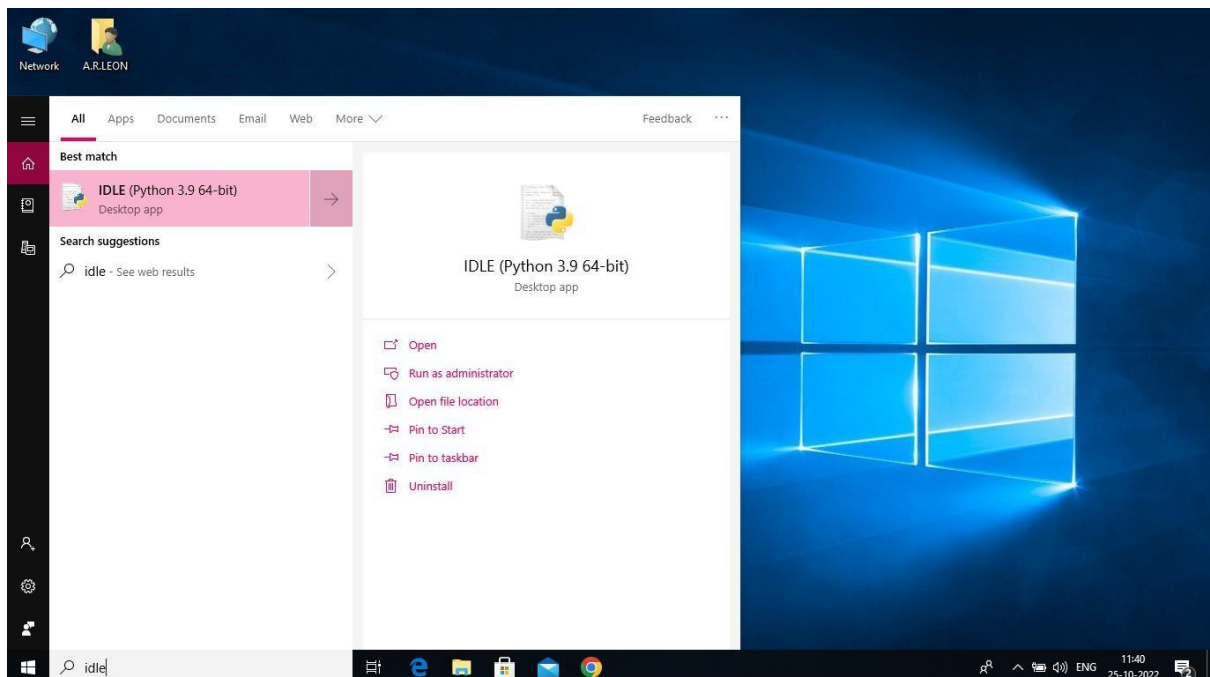 Network A.R.LEON
All Apps Documents Email Web More Feedback ...
Best match
IDLE (Python 3.9 64-bit)
Desktop app
Search suggestions
idle - See web results
IDLE (Python 3.9 64-bit)
Desktop app
Open
Run as administrator
Open file location
Pin to Start
Pin to taskbar
Uninstall
idle
ENG
11:40
25-10-2022
2